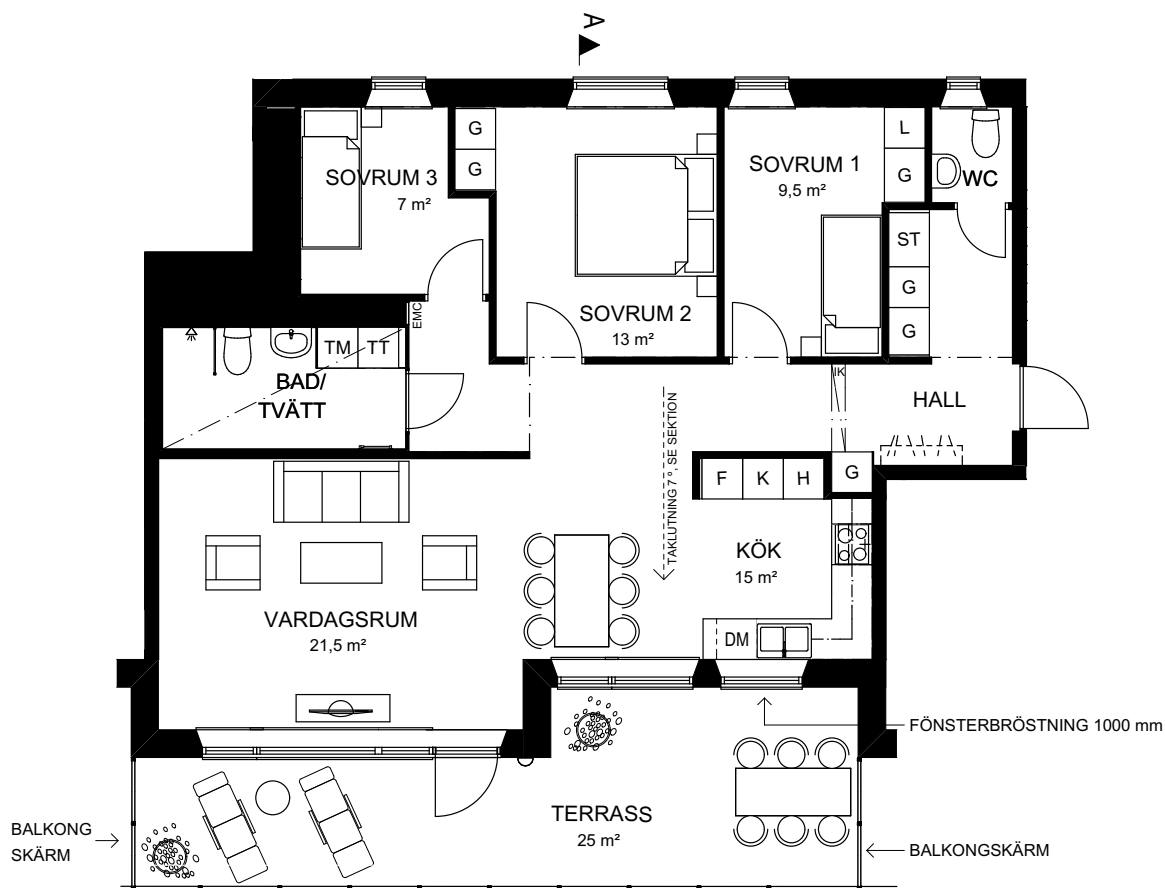 A
G
G
SOVRUM 3
7 m²
SOVRUM 2
13 m²
SOVRUM 1
9,5 m²
L
G
WC
ST
G
G
EMC
TM
TT
BAD/
TVÄTT
IK
HALL
TAKLUTNING 7 °, SE SEKTION
F
K
H
G
KÖK
15 m²
DM
VARDAGSRUM
21,5 m²
FÖNSTERBRÖSTNING 1000 mm
TERRASS
25 m²
BALKONG
SKÄRM
BALKONGSKÄRM